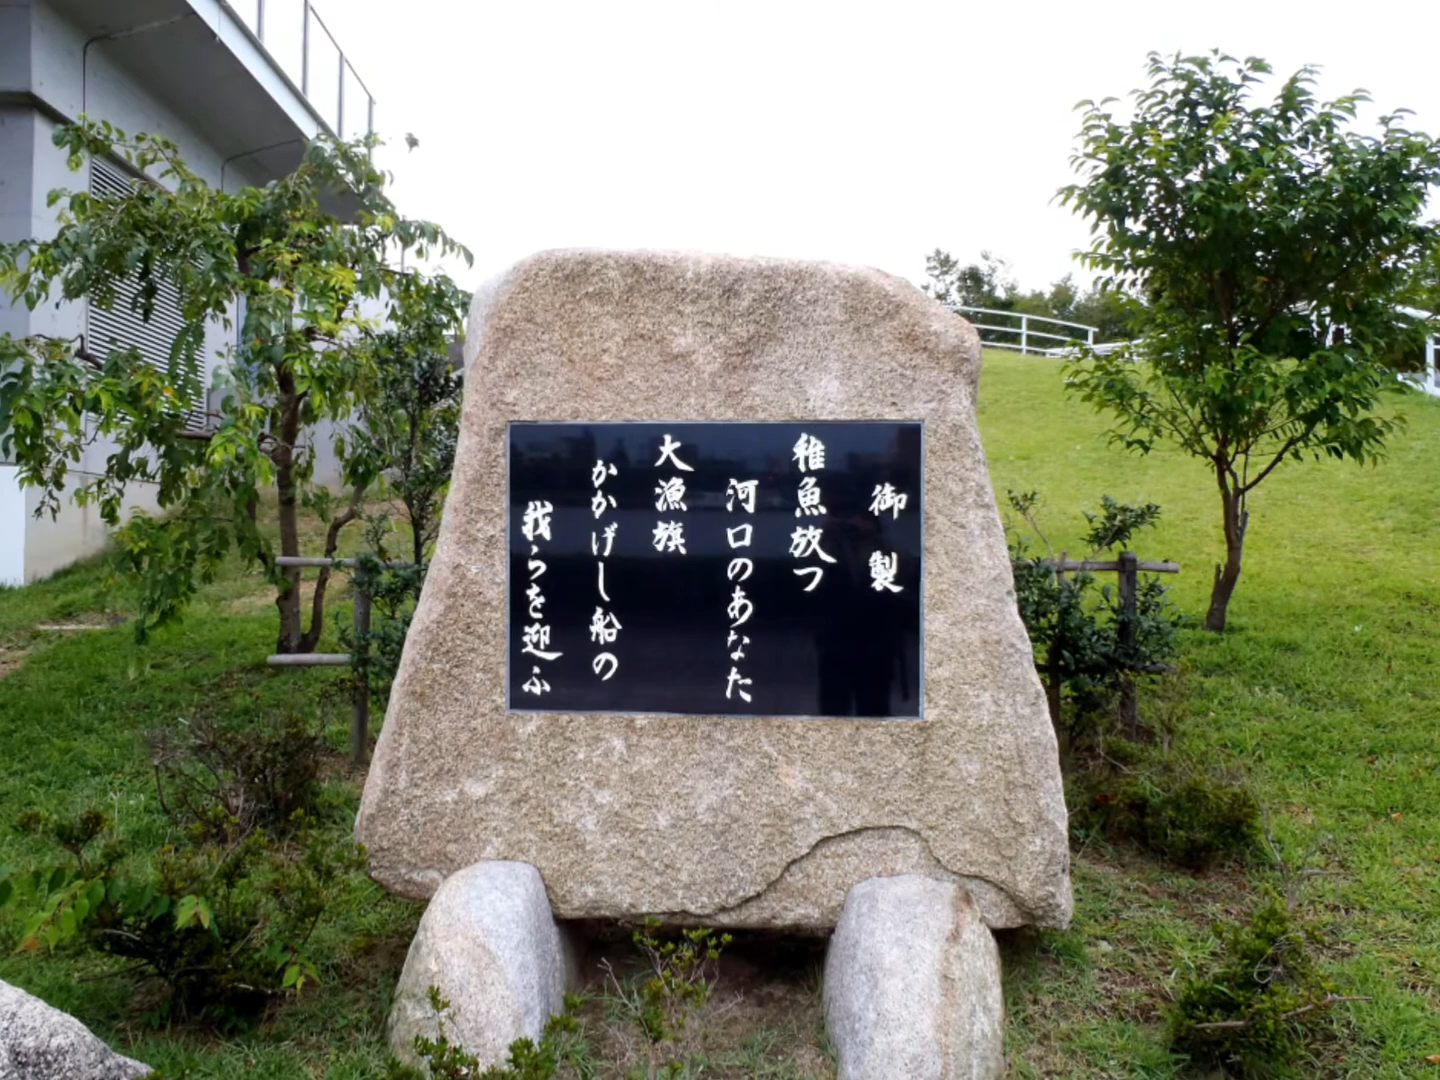 御製
稚魚放つ
河口のあなた
大漁旗
かかげし船の
我らを迎ふ